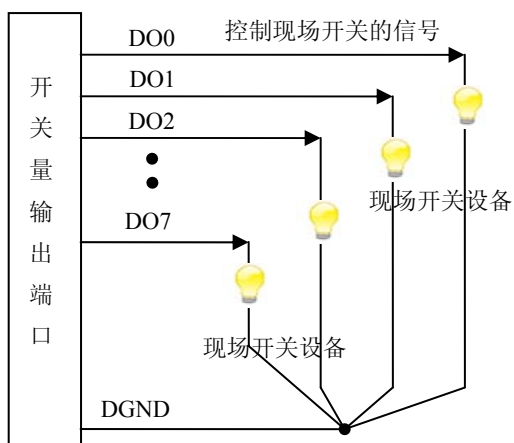 DO0
控制现场开关的信号
DO1
DO2
现场开关设备
DO7
现场开关设备
DGND
开
关
量
输
出
端
口